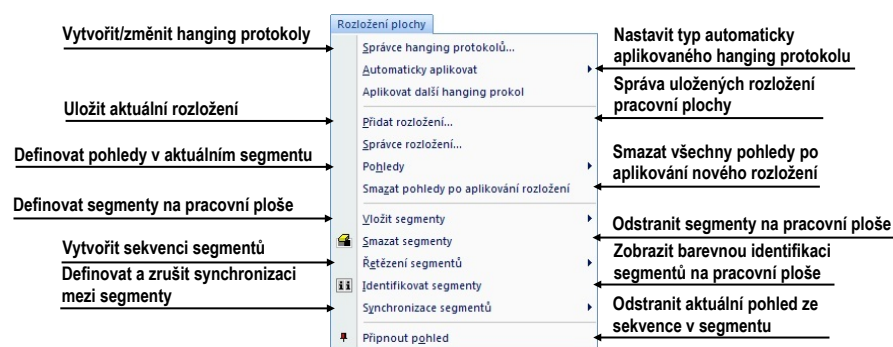 Rozložení plochy
Vytvořit/změnit hanging protokoly
Uložit aktuální rozložení
Definovat pohledy v aktuálním segmentu
Definovat segmenty na pracovní ploše
Vytvořit sekvenci segmentů
Definovat a zrušit synchronizaci
mezi segmenty
Správce hanging protokolů...
Automaticky aplikovat
Aplikovat další hanging prokol
Přidat rozložení...
Správce rozložení...
Pohledy
Smazat pohledy po aplikování rozložení
Vložit segmenty
Smazat segmenty
Řetězení segmentů
Identifikovat segmenty
Synchronizace segmentů
Připnout pohled
Nastavit typ automaticky
aplikovaného hanging protokolu
Správa uložených rozložení
pracovní plochy
Smazat všechny pohledy po
aplikování nového rozložení
Odstranit segmenty na pracovní ploše
Zobrazit barevnou identifikaci
segmentů na pracovní ploše
Odstranit aktuální pohled ze
sekvence v segmentu